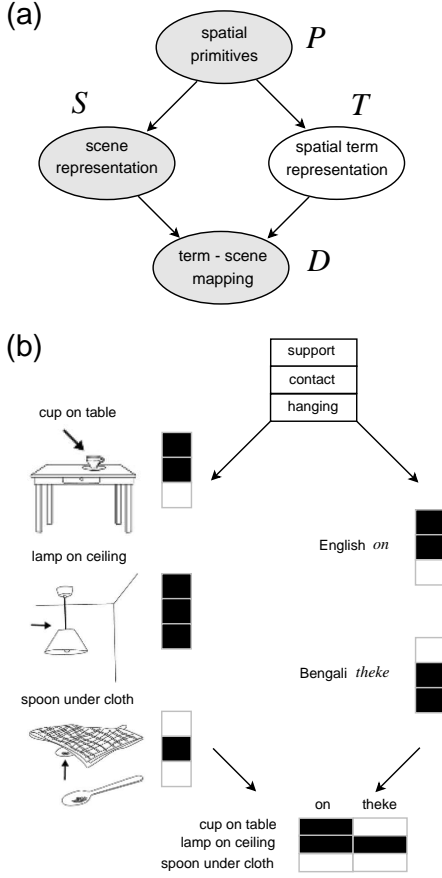 (a)
spatial
primitives
P
S
T
scene
representation
spatial term
representation
term - scene
mapping
D
(b)
support
contact
hanging
cup on table
English on
lamp on ceiling
Bengali theke
spoon under cloth
on theke
cup on table
lamp on ceiling
spoon under cloth